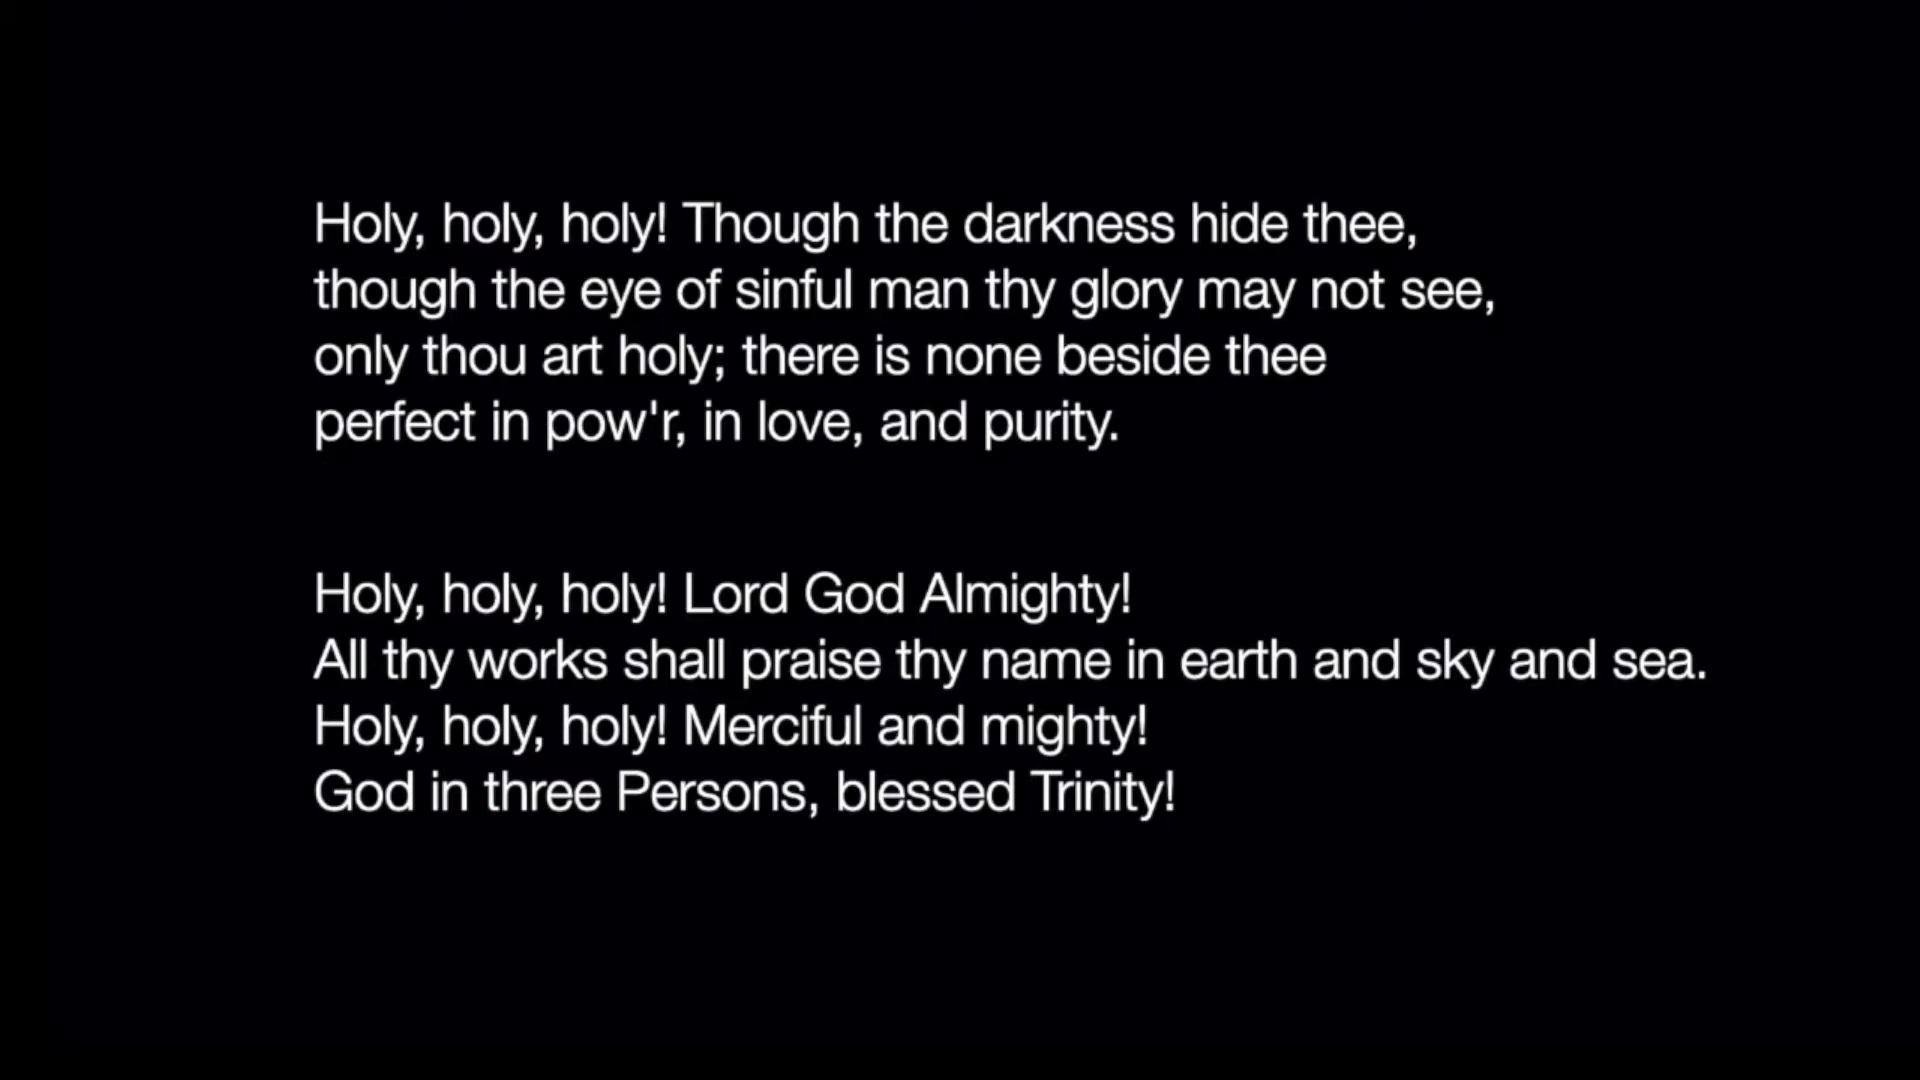 Holy, holy, holy! Though the darkness hide thee,
though the eye of sinful man thy glory may not see,
only thou art holy; there is none beside thee
perfect in pow'r, in love, and purity.
Holy, holy, holy! Lord God Almighty!
All thy works shall praise thy name in earth and sky and sea.
Holy, holy, holy! Merciful and mighty!
God in three Persons, blessed Trinity!